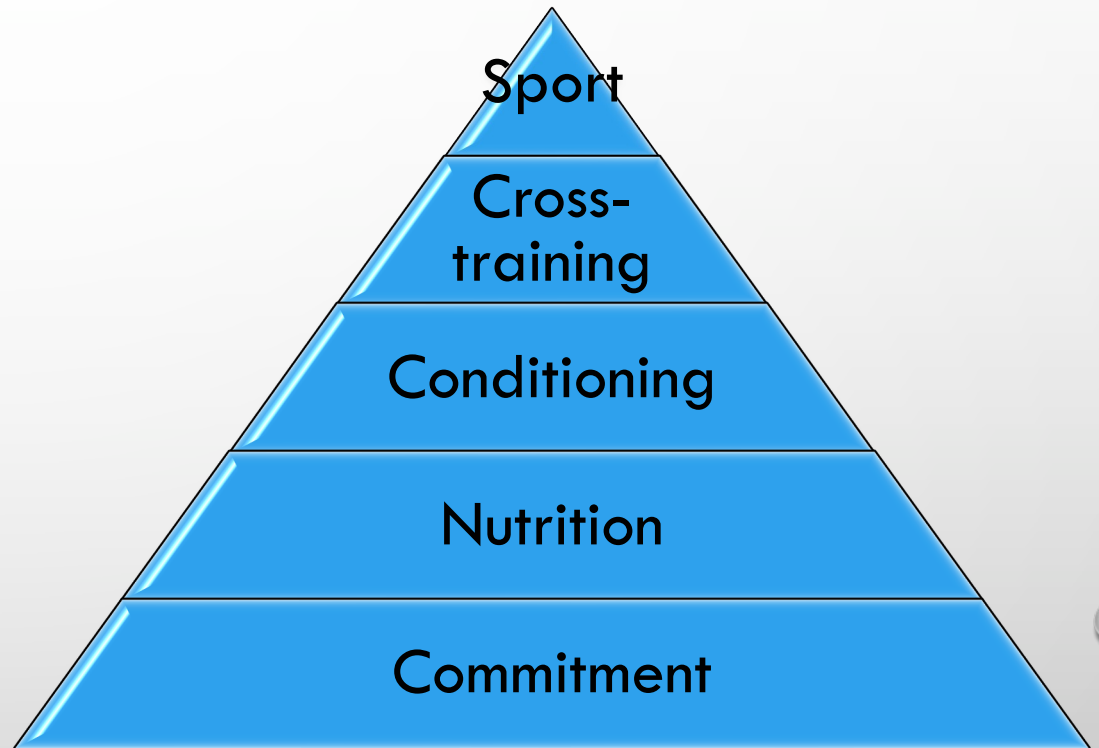 Sport
Cross-
training
Conditioning
Nutrition
Commitment